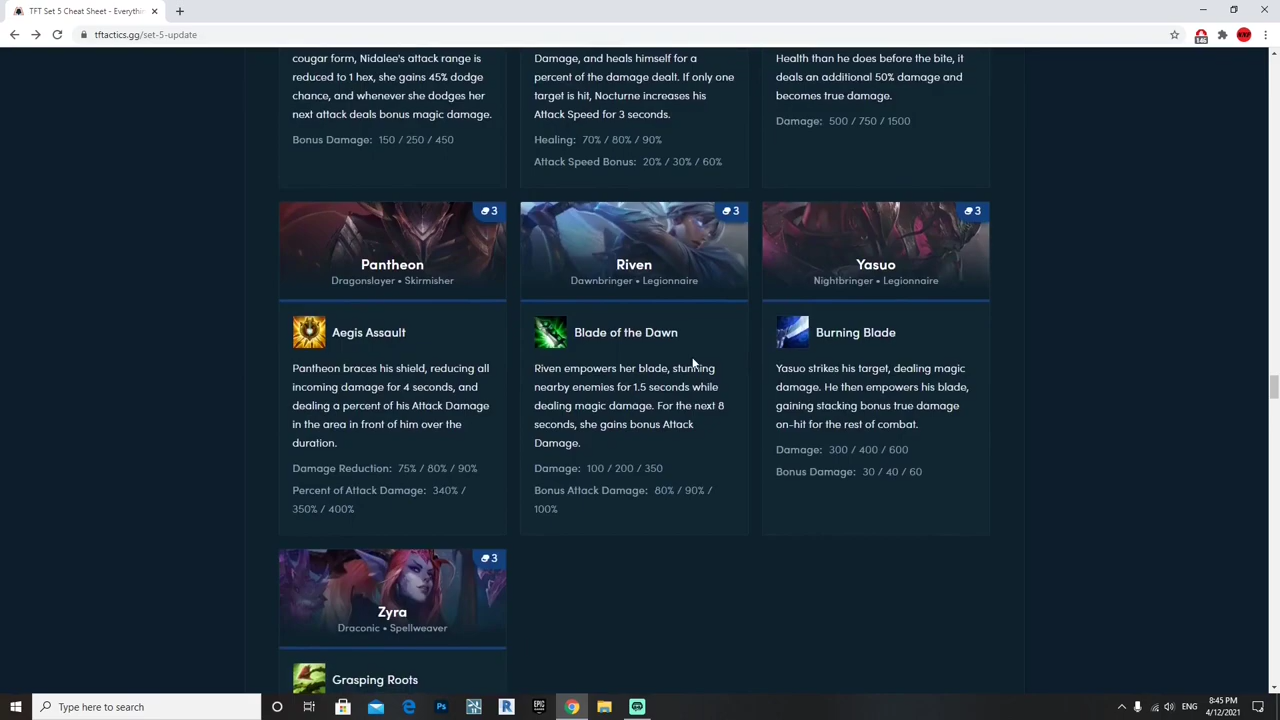 TFT Set 5 Cheat Sheet - Everythin
tftactics.gg/set-5-update
146
cougar form, Nidalee's attack range is
reduced to 1 hex, she gains 45% dodge
chance, and whenever she dodges her
next attack deals bonus magic damage.
Bonus Damage: 150 / 250 / 450
Damage, and heals himself for a
percent of the damage dealt. If only one
target is hit, Nocturne increases his
Attack Speed for 3 seconds.
Healing: 70% / 80% / 90%
Attack Speed Bonus: 20% / 30% / 60%
Health than he does before the bite, it
deals an additional 50% damage and
becomes true damage.
Damage: 500 / 750 / 1500
3
Pantheon
Dragonslayer • Skirmisher
Aegis Assault
Pantheon braces his shield, reducing all
incoming damage for 4 seconds, and
dealing a percent of his Attack Damage
in the area in front of him over the
duration.
Damage Reduction: 75% / 80% / 90%
Percent of Attack Damage: 340% /
350% / 400%
3
Riven
Dawnbringer • Legionnaire
Blade of the Dawn
Riven empowers her blade, stunning
nearby enemies for 1.5 seconds while
dealing magic damage. For the next 8
seconds, she gains bonus Attack
Damage.
Damage: 100 / 200 / 350
Bonus Attack Damage: 80% / 90% /
100%
3
Yasuo
Nightbringer • Legionnaire
Burning Blade
Yasuo strikes his target, dealing magic
damage. He then empowers his blade,
gaining stacking bonus true damage
on-hit for the rest of combat.
Damage: 300 / 400 / 600
Bonus Damage: 30 / 40 / 60
3
Zyra
Draconic • Spellweaver
Grasping Roots
Type here to search
ENG
8:45 PM
4/12/2021